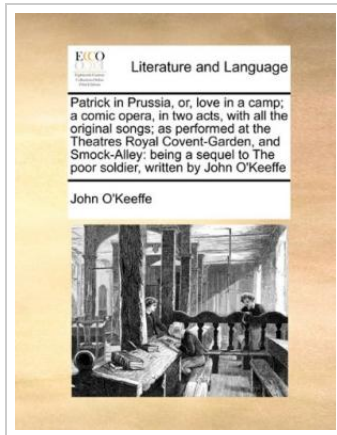 ECCO
Literature and Language
Patrick in Prussia, or, love in a camp;
a comic opera, in two acts, with all the
original songs; as performed at the
Theatres Royal Covent-Garden, and
Smock-Alley: being a sequel to The
poor soldier, written by John O'Keeffe
John O'Keeffe